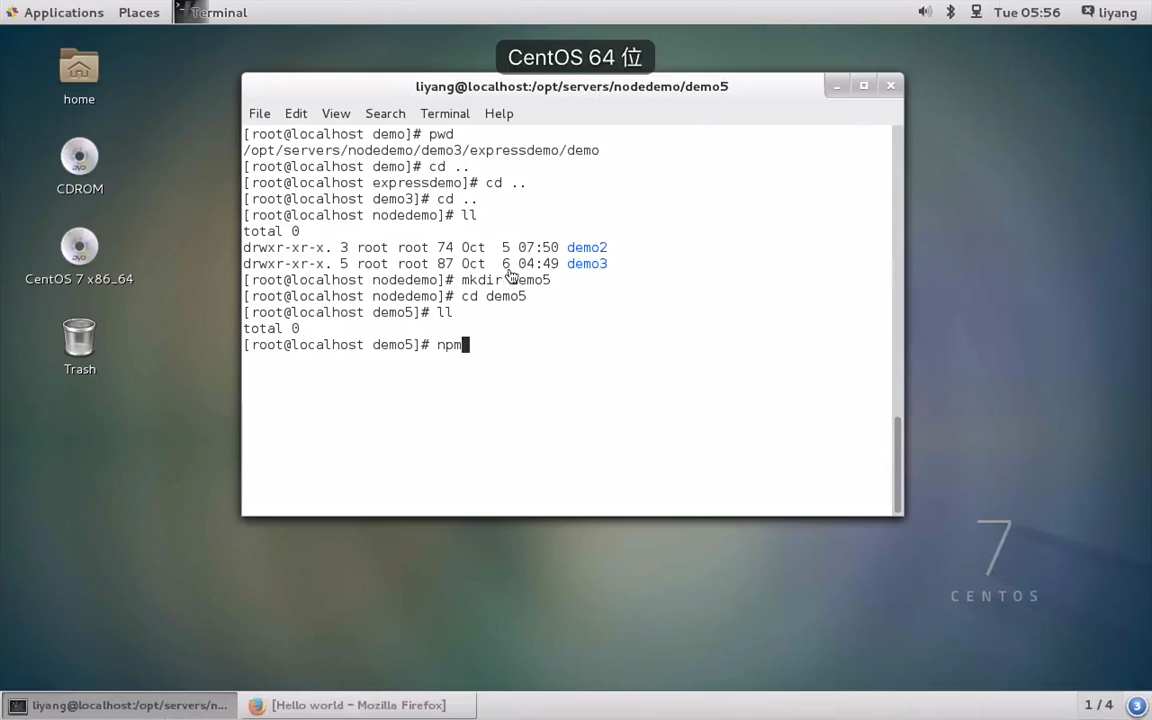 Applications Places Terminal Tue 05:56 liyang
CentOS 64 位
liyang@localhost:/opt/servers/nodedemo/demo5
File Edit View Search Terminal Help
[root@localhost demo]# pwd
/opt/servers/nodedemo/demo3/expressdemo/demo
[root@localhost demo]# cd ..
[root@localhost expressdemo]# cd ..
[root@localhost demo3]# cd ..
[root@localhost nodedemo]# ll
total 0
drwxr-xr-x. 3 root root 74 Oct  5 07:50 demo2
drwxr-xr-x. 5 root root 87 Oct  6 04:49 demo3
[root@localhost nodedemo]# mkdir demo5
[root@localhost nodedemo]# cd demo5
[root@localhost demo5]# ll
total 0
[root@localhost demo5]# npm
home
CDROM
CentOS 7 x86_64
Trash
7
CENTOS
liyang@localhost:/opt/servers/n... [Hello world - Mozilla Firefox] 1 / 4 3